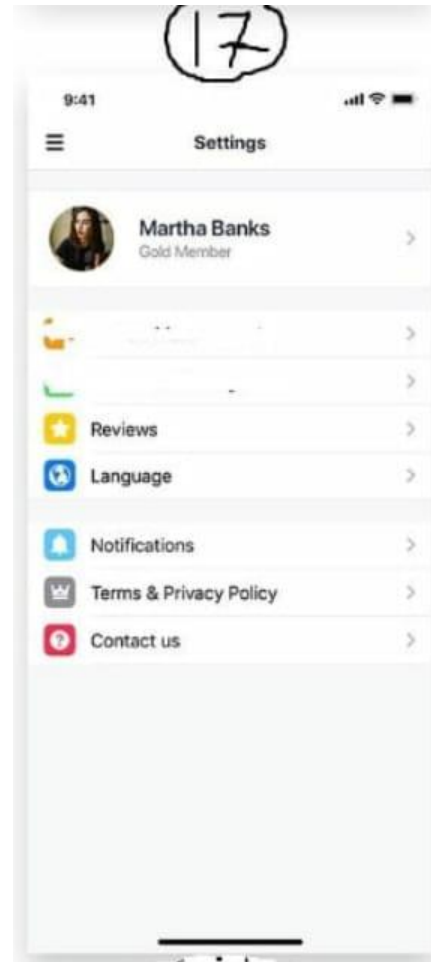 17
9:41
Settings
Martha Banks
Gold Member
Reviews
Language
Notifications
Terms & Privacy Policy
Contact us